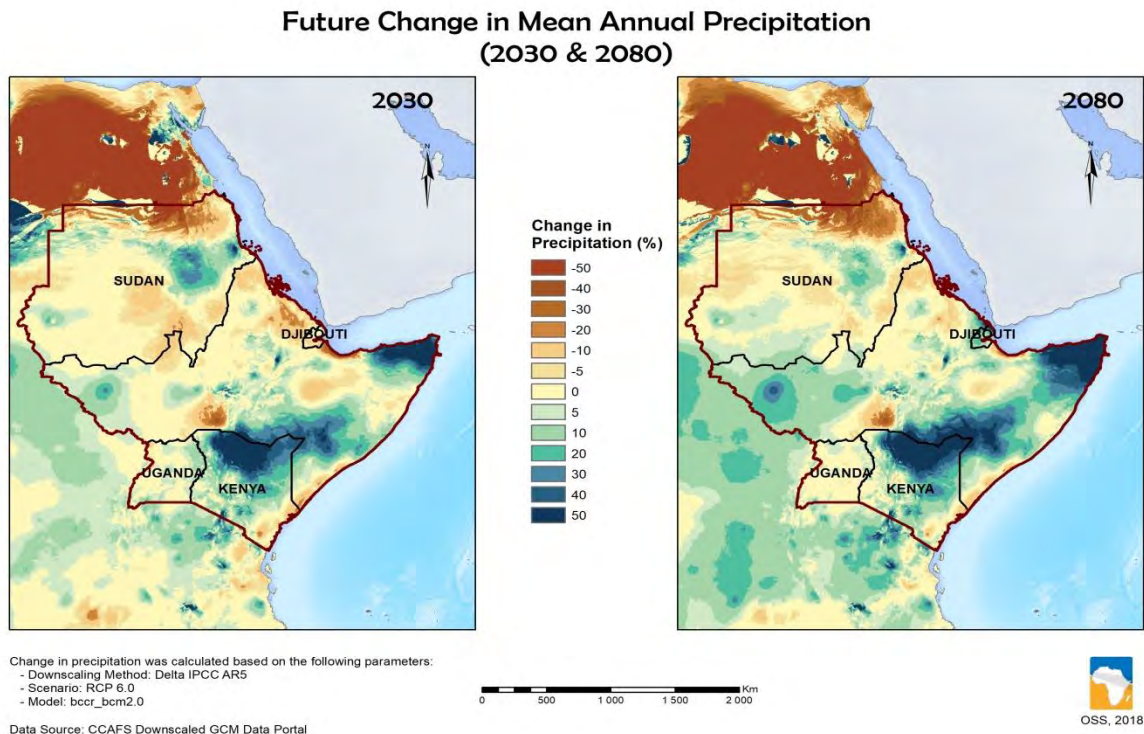 Future Change in Mean Annual Precipitation
(2030 & 2080)
2030
N
SUDAN
DJIBOUTI
UGANDA
KENYA
Change in
Precipitation (%)
-50
-40
-30
-20
-10
-5
0
5
10
20
30
40
50
2080
N
SUDAN
DJIBOUTI
UGANDA
KENYA
Change in precipitation was calculated based on the following parameters:
- Downscaling Method: Delta IPCC AR5
- Scenario: RCP 6.0
- Model: bccr_bcm2.0
Data Source: CCAFS Downscaled GCM Data Portal
0 500 1 000 1 500 2 000 Km
OSS, 2018